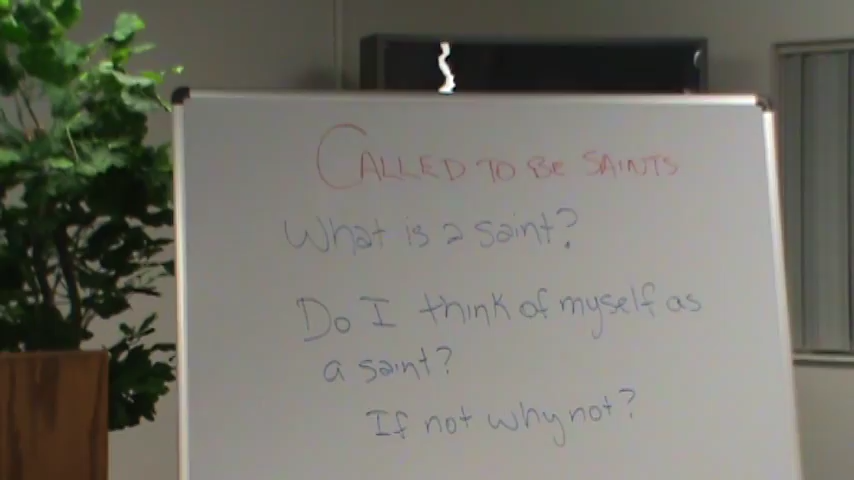 CALLED TO BE SAINTS
What is a saint?
Do I think of myself as
a saint?
If not why not?